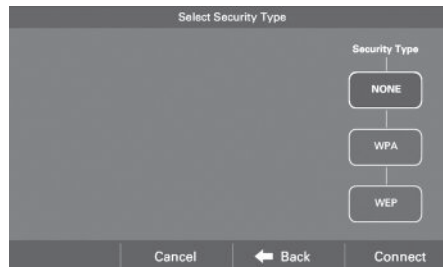 Select Security Type
Security Type
NONE
WPA
WEP
Cancel
Back
Connect